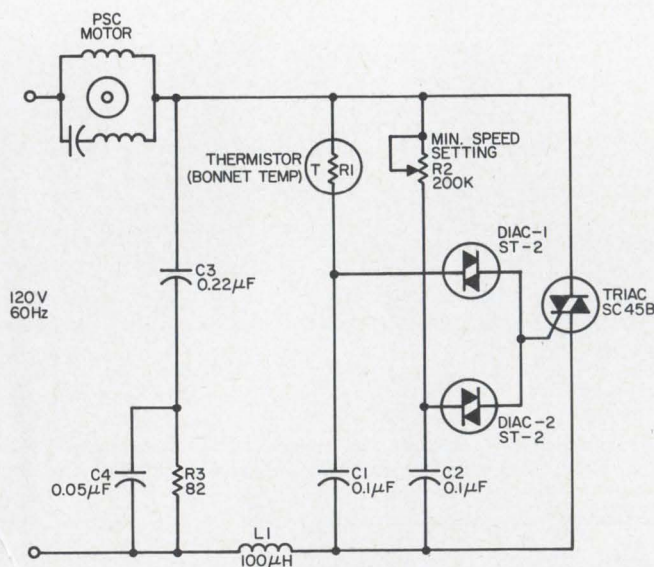 PSC
MOTOR
THERMISTOR
(BONNET TEMP)
T
R1
MIN. SPEED
SETTING
R2
200K
DIAC-1
ST-2
C3
0.22µF
120V
60Hz
TRIAC
SC45B
DIAC-2
ST-2
C4
0.05µF
R3
82
C1
0.1µF
C2
0.1µF
L1
100µH